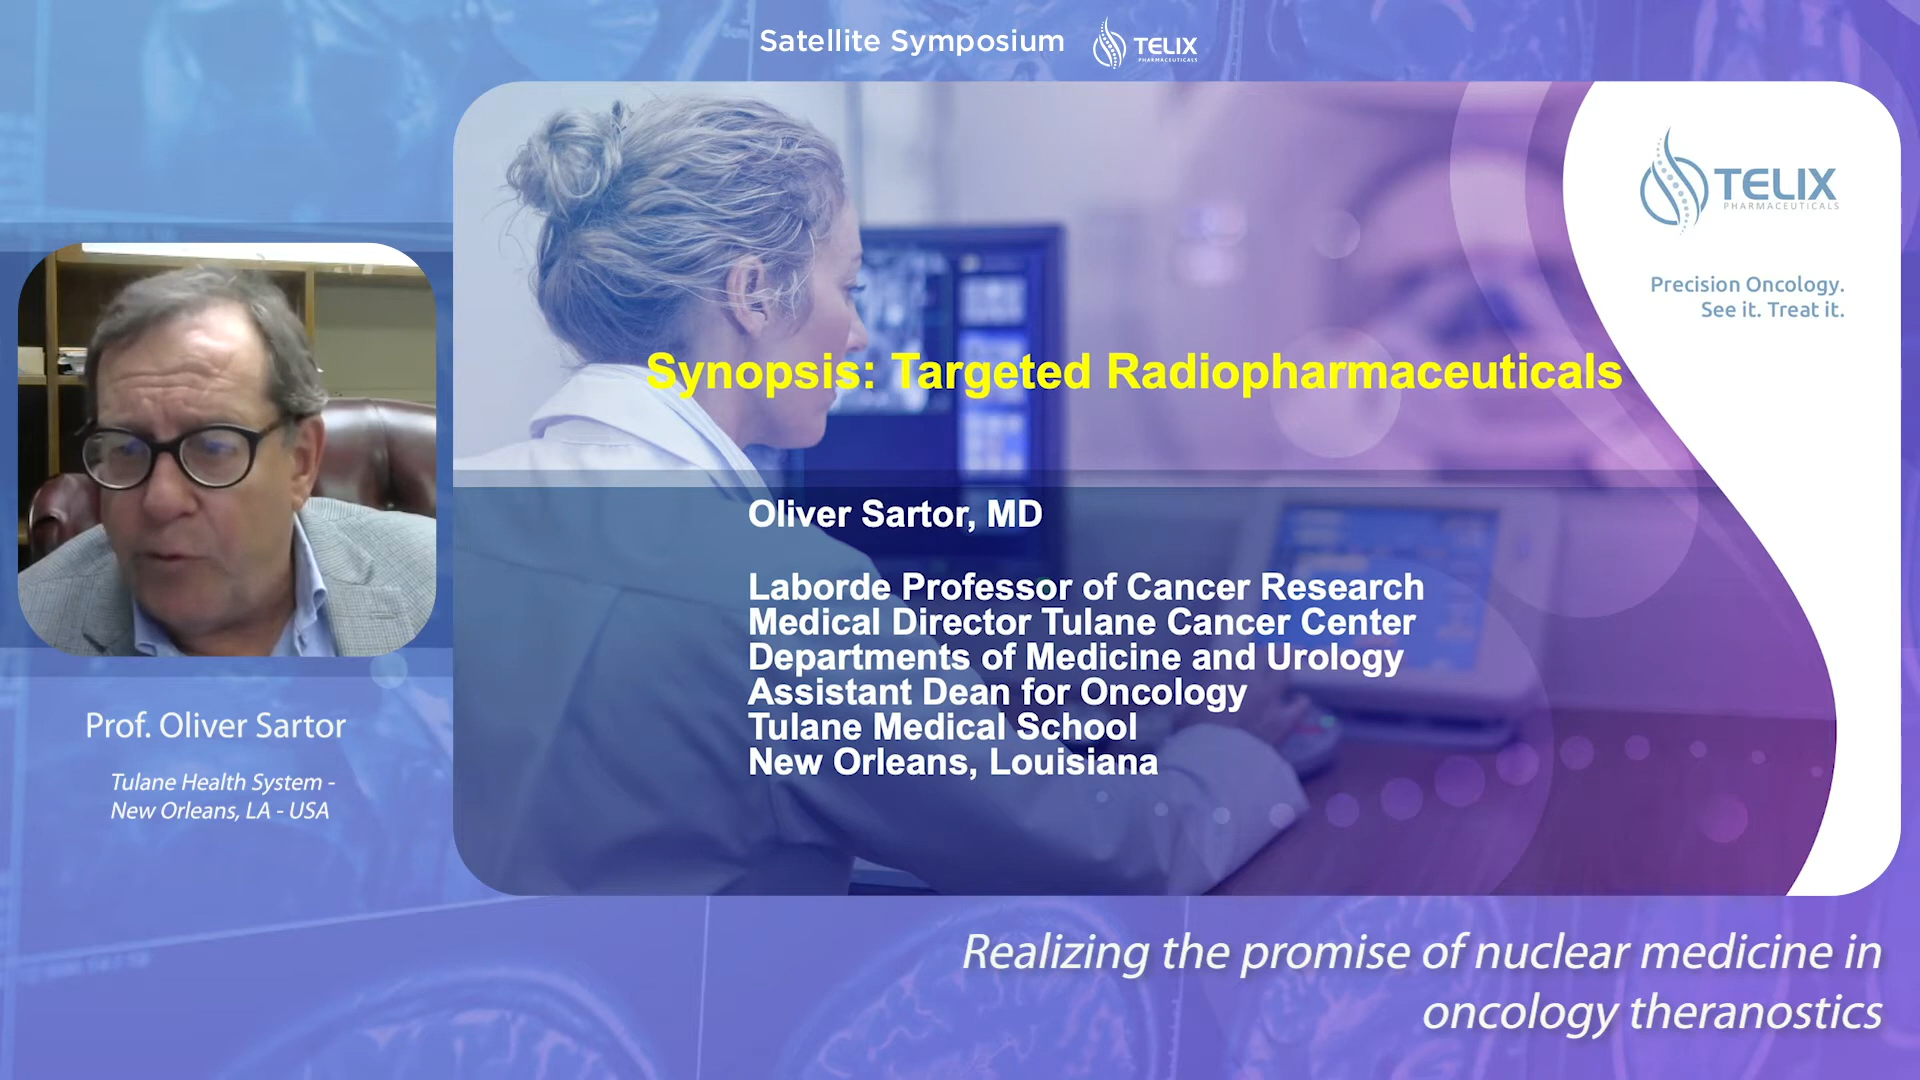 Satellite Symposium
TELIX
PHARMACEUTICALS
TELIX
PHARMACEUTICALS
Precision Oncology.
See it. Treat it.
Synopsis: Targeted Radiopharmaceuticals
Oliver Sartor, MD
Laborde Professor of Cancer Research
Medical Director Tulane Cancer Center
Departments of Medicine and Urology
Assistant Dean for Oncology
Tulane Medical School
New Orleans, Louisiana
Prof. Oliver Sartor
Tulane Health System -
New Orleans, LA - USA
Realizing the promise of nuclear medicine in
oncology theranostics